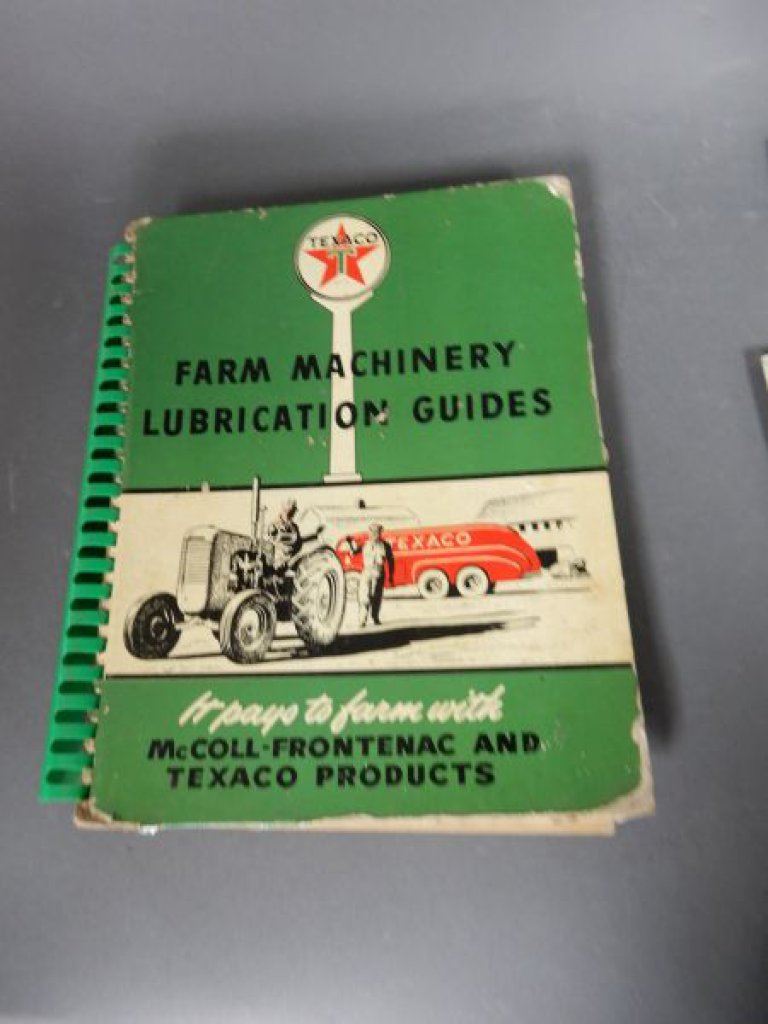 TEXACO
T
FARM MACHINERY
LUBRICATION GUIDES
TEXACO
It pays to farm with
McCOLL-FRONTENAC AND
TEXACO PRODUCTS